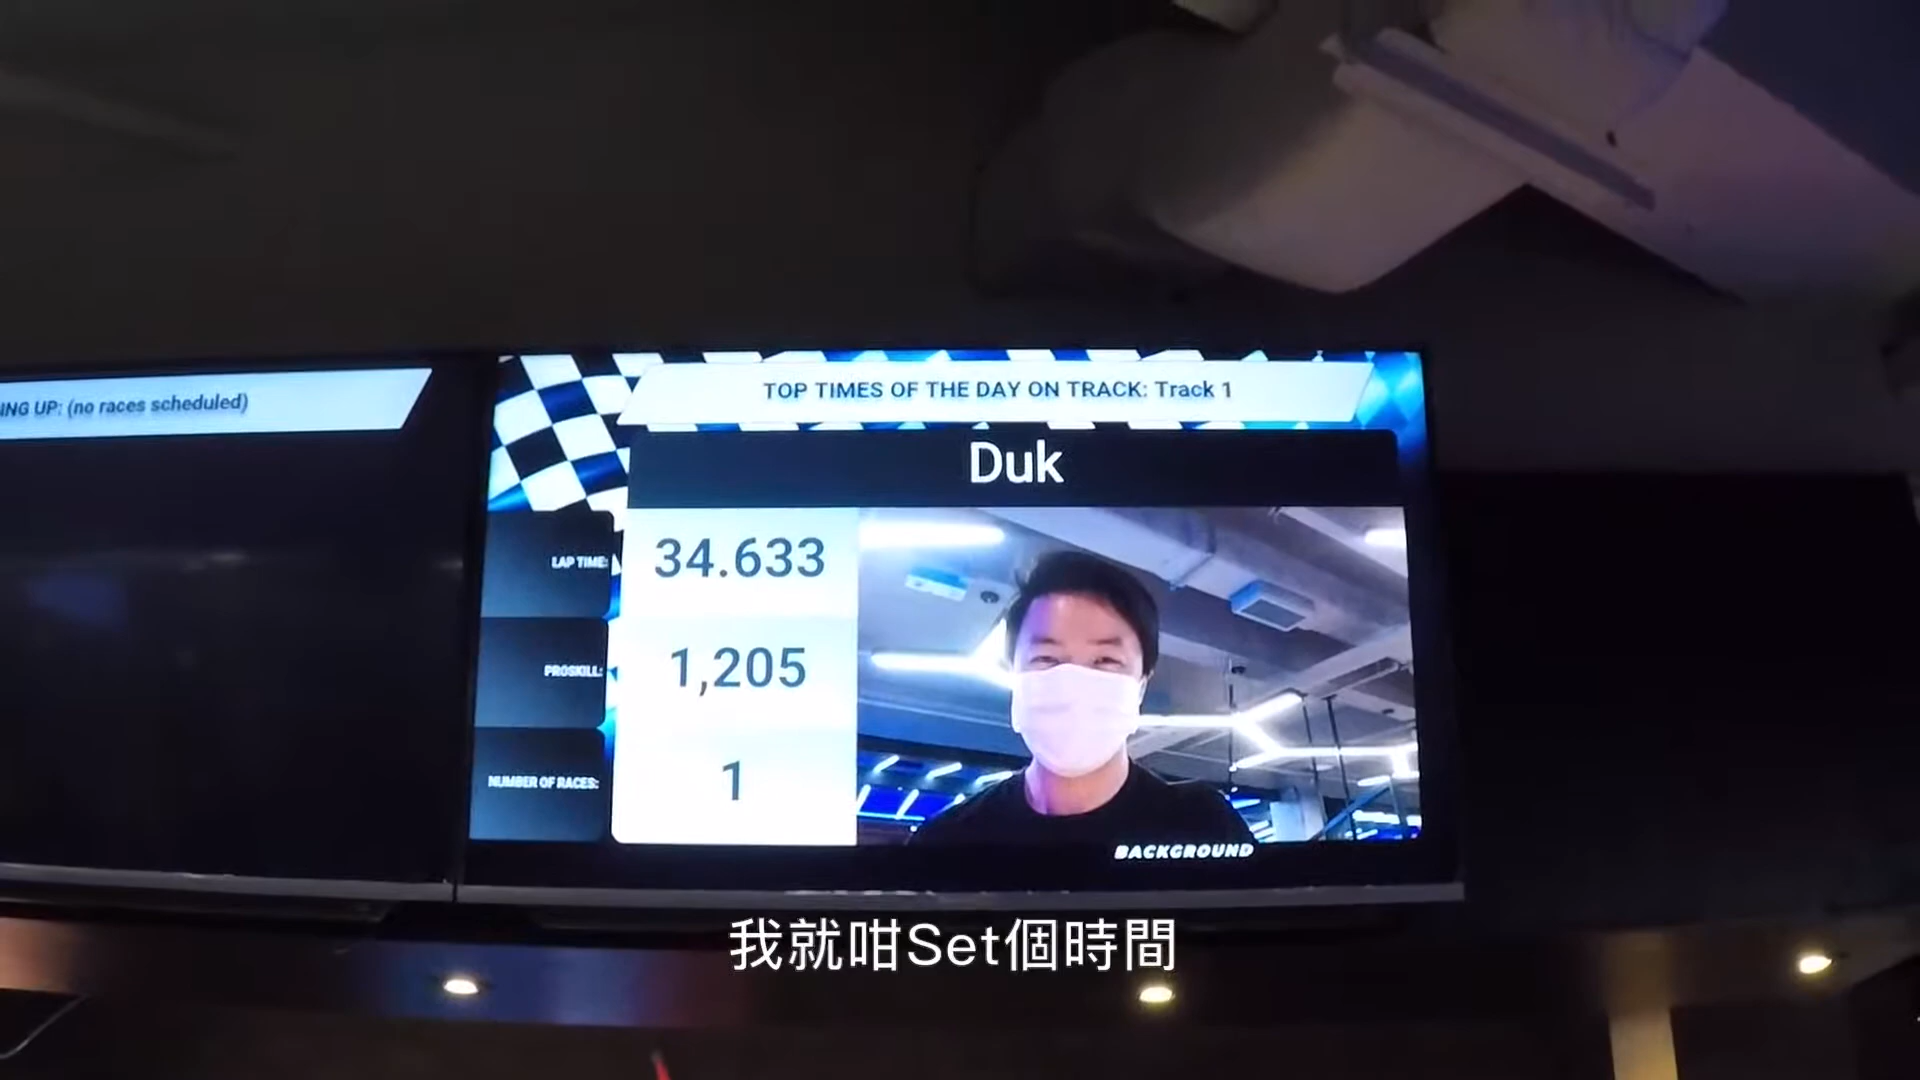 ING UP: (no races scheduled)
TOP TIMES OF THE DAY ON TRACK: Track 1
Duk
LAP TIME: 34.633
PROSKILL: 1,205
NUMBER OF RACES: 1
BACKGROUND
我就咁Set個時間